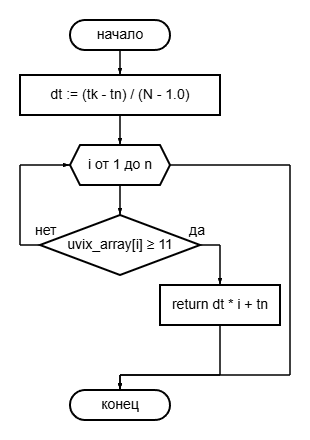 начало
dt := (tk - tn) / (N - 1.0)
i от 1 до n
нет
да
uvix_array[i] ≥ 11
return dt * i + tn
конец